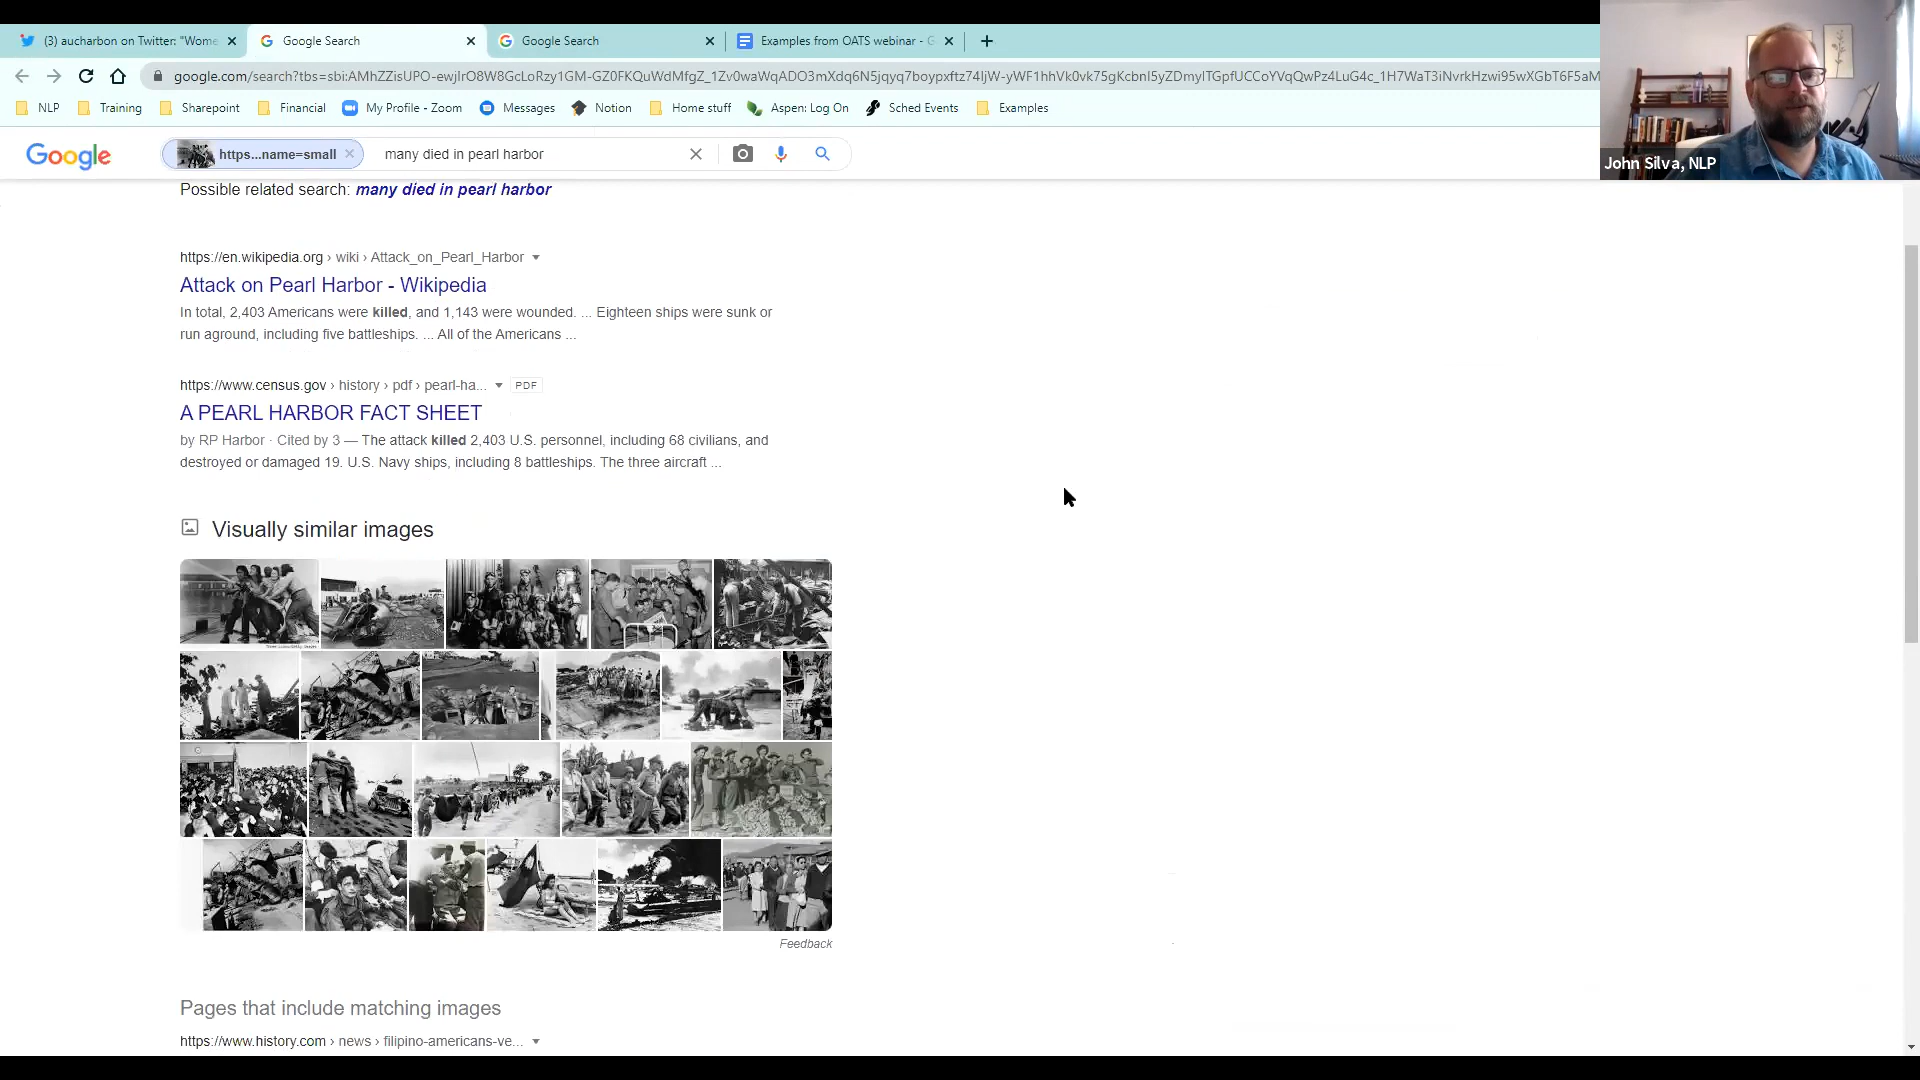 (3) aucharbon on Twitter: "Wome
Google Search
Google Search
Examples from OATS webinar - G
google.com/search?tbs=sbi:
NLP
Training
Sharepoint
Financial
My Profile - Zoom
Messages
Notion
Home stuff
Aspen: Log On
Sched Events
Examples
John Silva, NLP
Google
https...name=small
many died in pearl harbor
Possible related search: many died in pearl harbor
https://en.wikipedia.org › wiki › Attack_on_Pearl_Harbor
Attack on Pearl Harbor - Wikipedia
In total, 2,403 Americans were killed, and 1,143 were wounded. ... Eighteen ships were sunk or
run aground, including five battleships. ... All of the Americans ...
https://www.census.gov › history › pdf › pearl-ha... PDF
A PEARL HARBOR FACT SHEET
by RP Harbor · Cited by 3 — The attack killed 2,403 U.S. personnel, including 68 civilians, and
destroyed or damaged 19. U.S. Navy ships, including 8 battleships. The three aircraft ...
Visually similar images
Feedback
Pages that include matching images
https://www.history.com › news › filipino-americans-ve...